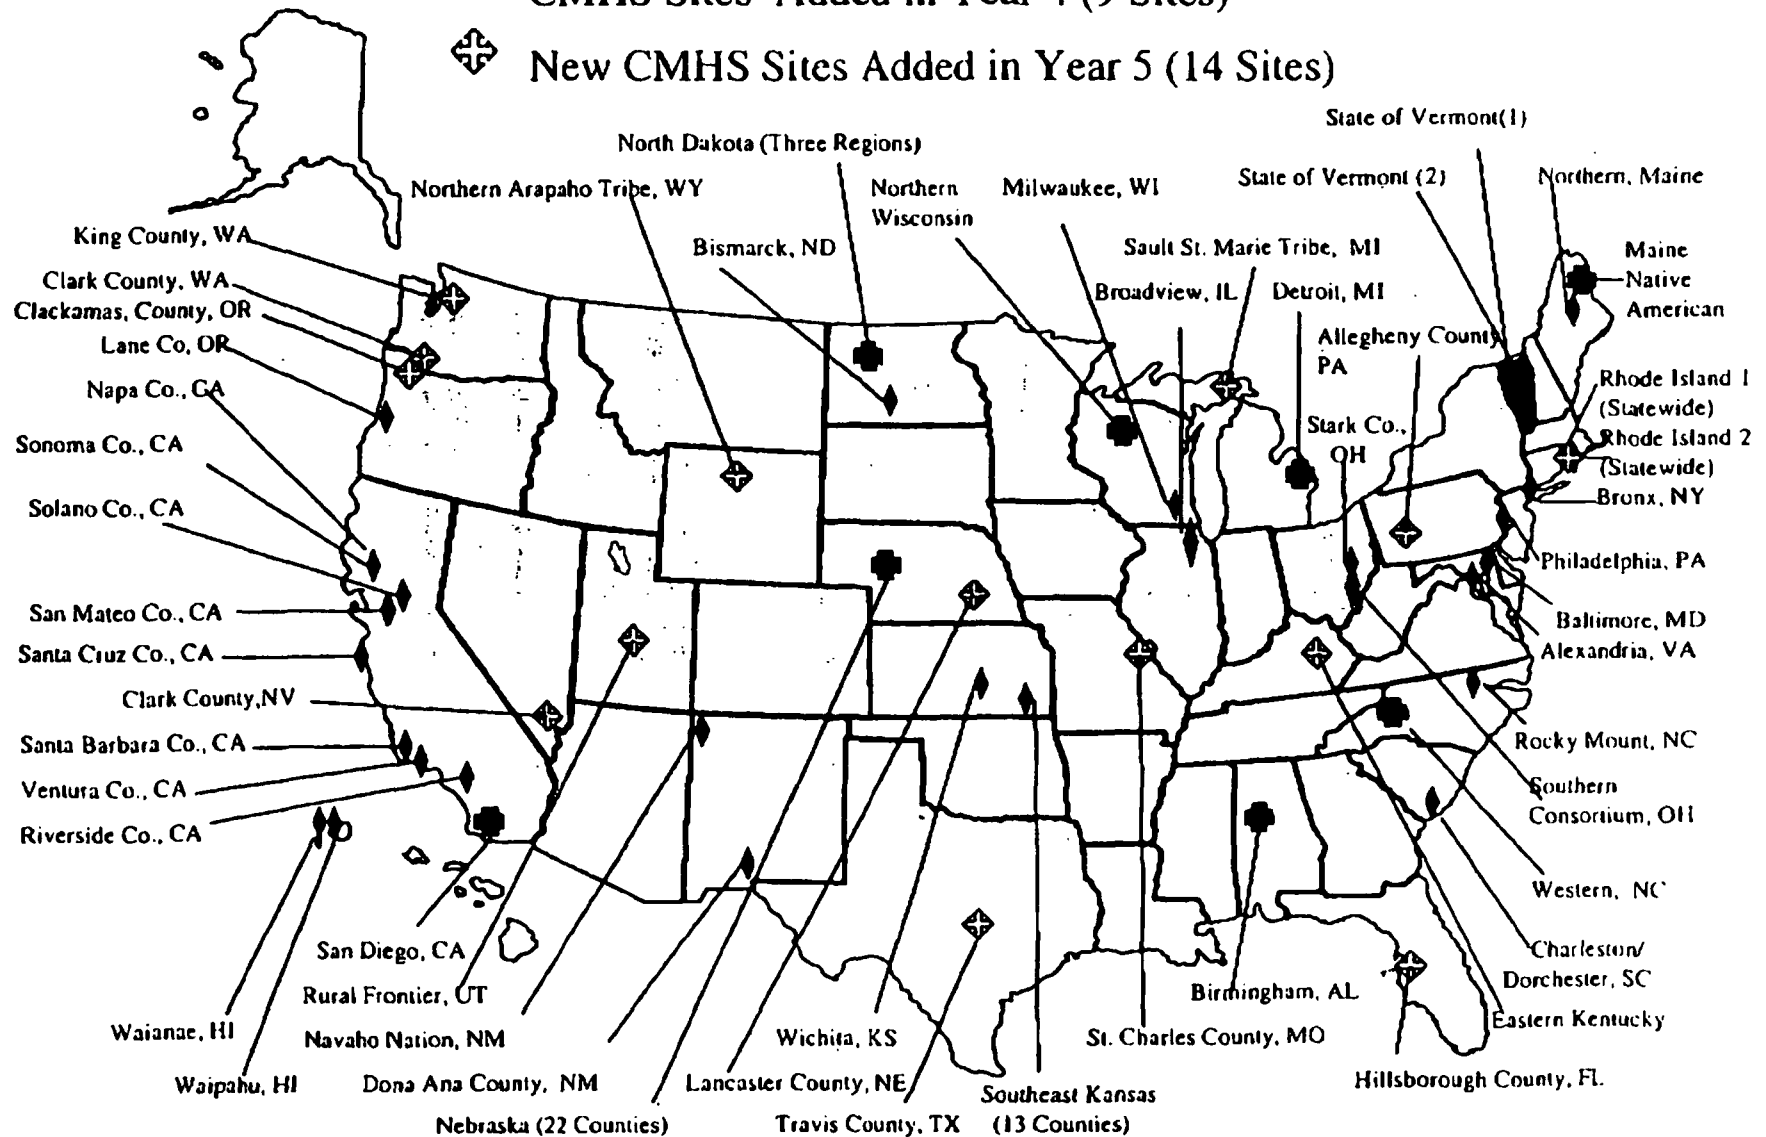 CMHS Sites Added in Year 4 (9 Sites)
New CMHS Sites Added in Year 5 (14 Sites)
State of Vermont(1)
North Dakota (Three Regions)
Northern Arapaho Tribe, WY
Northern
Wisconsin
Milwaukee, WI
State of Vermont (2)
Northern, Maine
King County, WA
Bismarck, ND
Sault St. Marie Tribe, MI
Maine
Native
American
Clark County, WA
Broadview, IL
Detroit, MI
Clackamas, County, OR
Allegheny County
PA
Lane Co, OR
Napa Co., CA
Rhode Island 1
(Statewide)
Sonoma Co., CA
Stark Co.,
OH
Rhode Island 2
(Statewide)
Solano Co., CA
Bronx, NY
Philadelphia, PA
San Mateo Co., CA
Baltimore, MD
Santa Cruz Co., CA
Alexandria, VA
Clark County,NV
Santa Barbara Co., CA
Rocky Mount, NC
Ventura Co., CA
Southern
Consortium, OH
Riverside Co., CA
Western, NC
San Diego, CA
Charleston/
Dorchester, SC
Rural Frontier, UT
Birmingham, AL
Eastern Kentucky
Waianae, HI
Navaho Nation, NM
Wichita, KS
St. Charles County, MO
Waipahu, HI
Dona Ana County, NM
Lancaster County, NE
Southeast Kansas
(13 Counties)
Hillsborough County, FL
Nebraska (22 Counties)
Travis County, TX